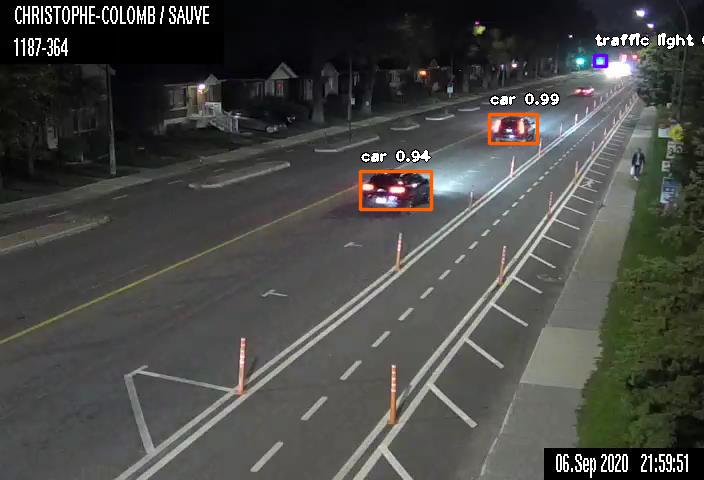 CHRISTOPHE-COLOMB / SAUVE
1187-364
traffic light
car 0.99
car 0.94
06.Sep 2020 21:59:51